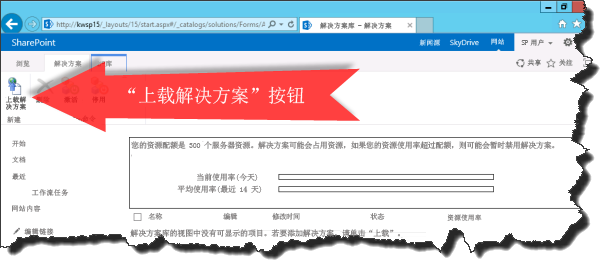 http://kwsp15/_layouts/15/start.aspx#/_catalogs/solutions/Forms/A
解决方案库 - 解决方案
SharePoint
新闻源 SkyDrive 网站 SP 用户
浏览 解决方案 库
共享 关注
上载解决方案
“上载解决方案”按钮
新建
开始
文档
最近
工作流任务
网站内容
编辑链接
您的资源配额是 300 个服务器资源。解决方案可能会占用资源，如果您的资源使用率超过配额，则可能会暂时禁用解决方案。
当前使用率(今天)
平均使用率(最近 14 天)
名称 编辑 修改时间 状态 资源使用率
解决方案库的视图中没有可显示的项目。若要添加解决方案，请单击“上载”。